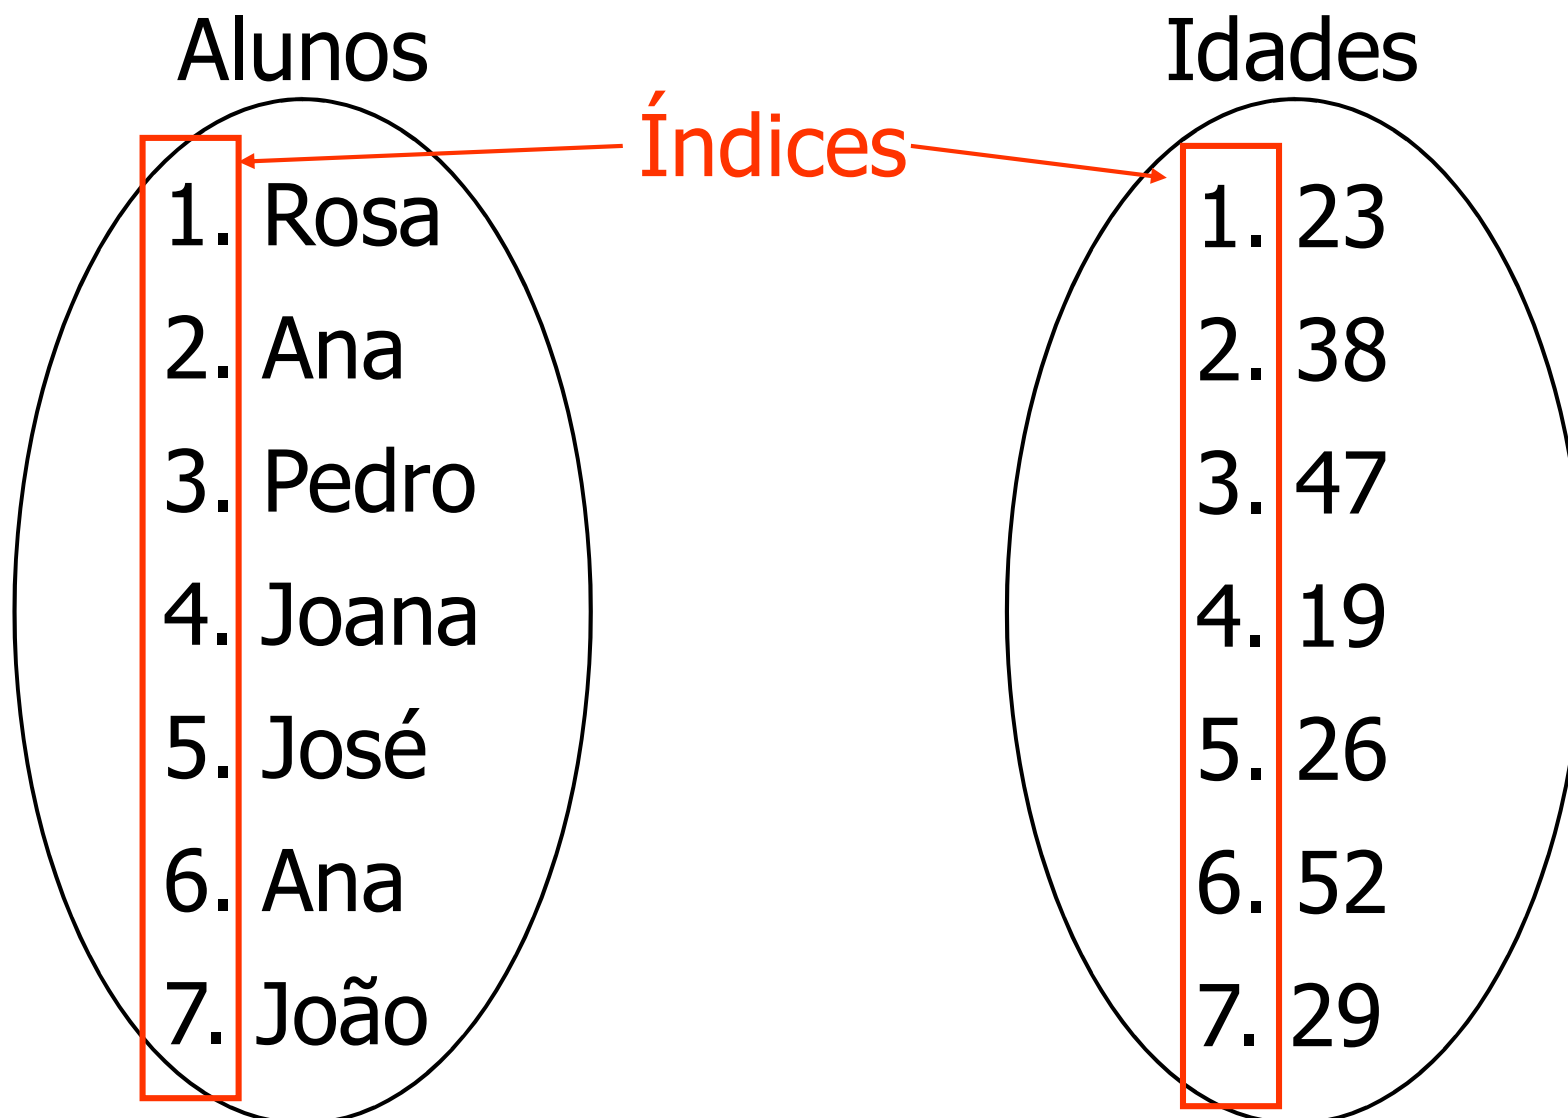 Alunos
Idades
Índices
1. Rosa
2. Ana
3. Pedro
4. Joana
5. José
6. Ana
7. João
1. 23
2. 38
3. 47
4. 19
5. 26
6. 52
7. 29